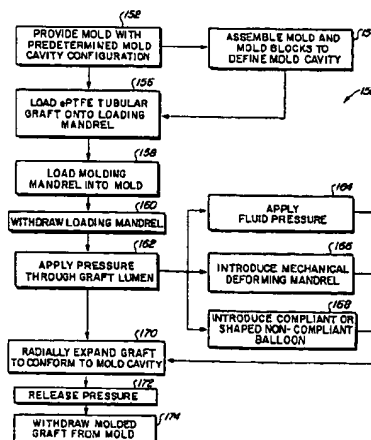 152
PROVIDE MOLD WITH
PREDETERMINED MOLD
CAVITY CONFIGURATION
ASSEMBLE MOLD AND
MOLD BLOCKS TO
DEFINE MOLD CAVITY
156
LOAD ePTFE TUBULAR
GRAFT ONTO LOADING
MANDREL
158
LOAD MOLDING
MANDREL INTO MOLD
160
WITHDRAW LOADING MANDREL
162
APPLY PRESSURE
THROUGH GRAFT LUMEN
164
APPLY
FLUID PRESSURE
166
INTRODUCE MECHANICAL
DEFORMING MANDREL
168
INTRODUCE COMPLIANT OR
SHAPED NON-COMPLIANT
BALLOON
170
RADIALLY EXPAND GRAFT
TO CONFORM TO MOLD CAVITY
172
RELEASE PRESSURE
174
WITHDRAW MOLDED
GRAFT FROM MOLD